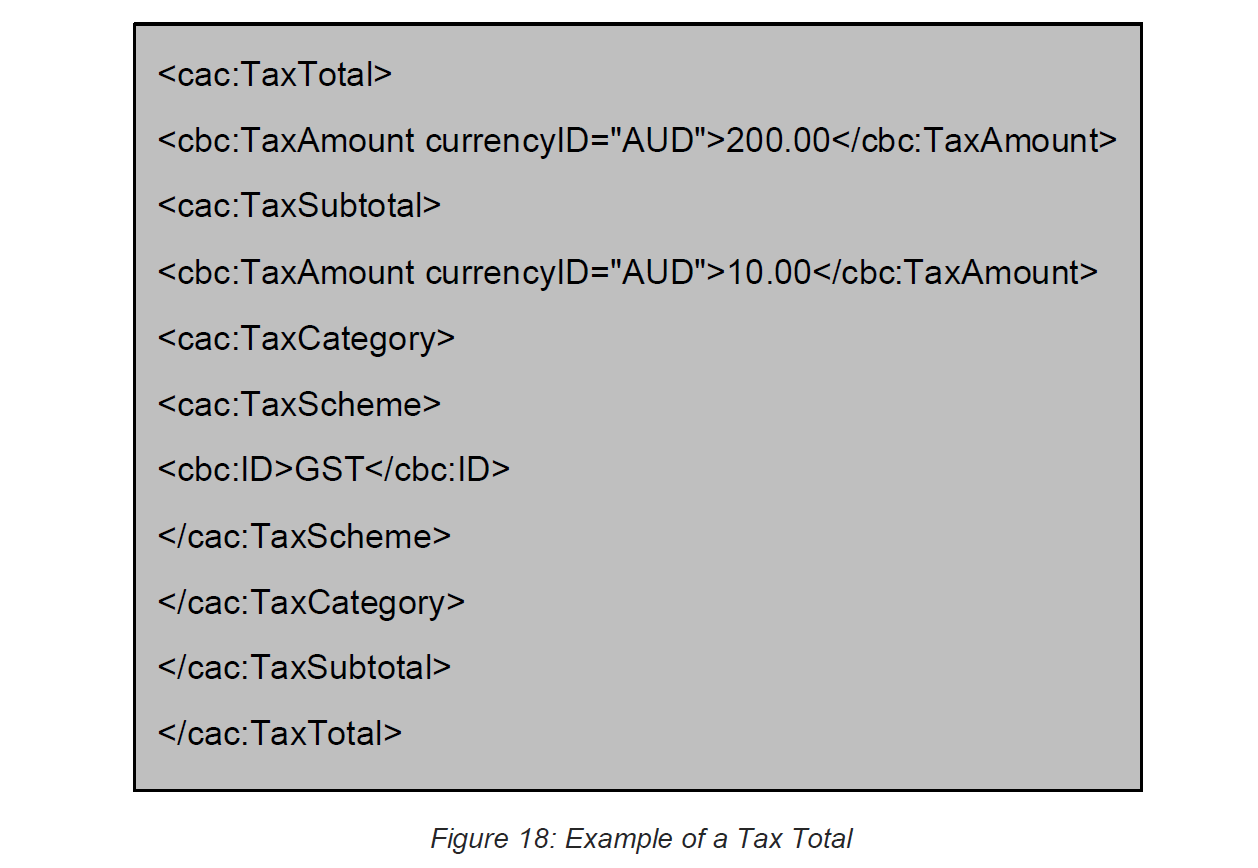 <cac:TaxTotal>
<cbc:TaxAmount currencyID="AUD">200.00</cbc:TaxAmount>
<cac:TaxSubtotal>
<cbc:TaxAmount currencyID="AUD">10.00</cbc:TaxAmount>
<cac:TaxCategory>
<cac:TaxScheme>
<cbc:ID>GST</cbc:ID>
</cac:TaxScheme>
</cac:TaxCategory>
</cac:TaxSubtotal>
</cac:TaxTotal>
Figure 18: Example of a Tax Total